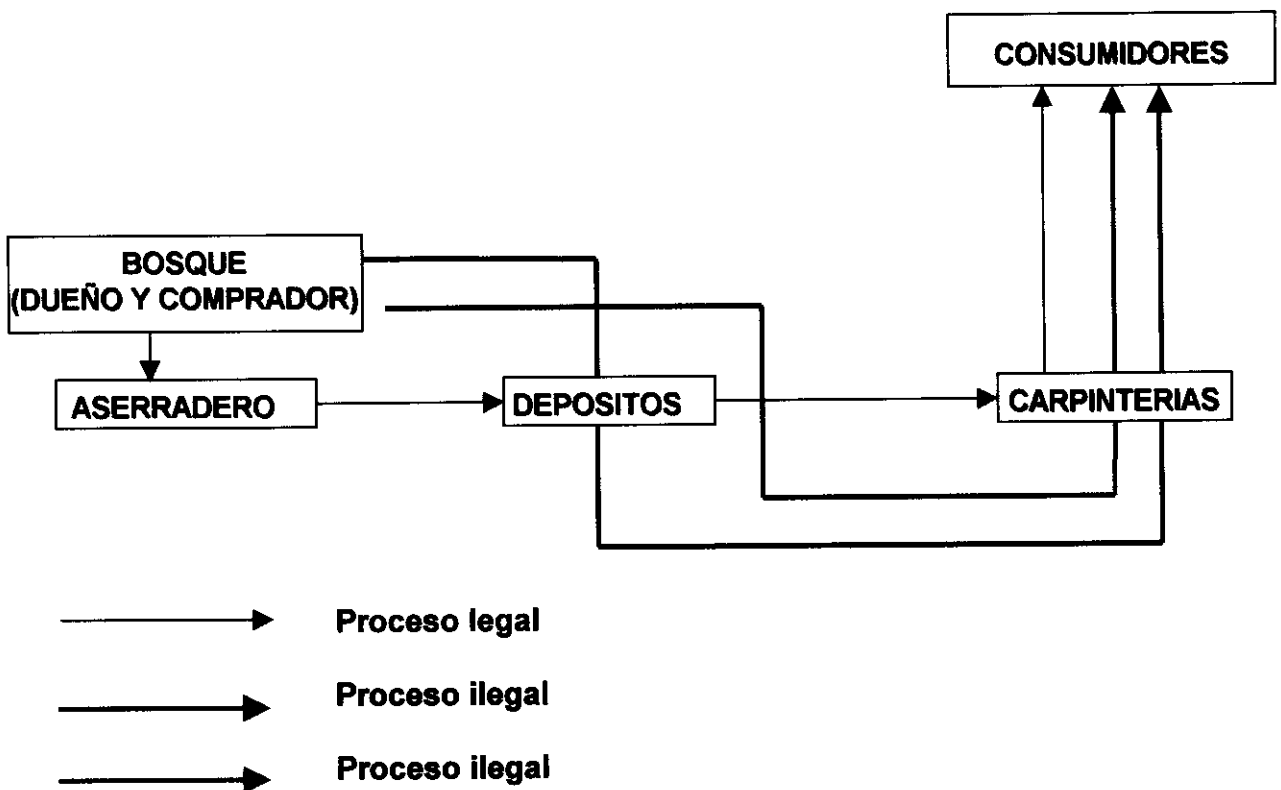 CONSUMIDORES
BOSQUE
(DUEÑO Y COMPRADOR)
ASERRADERO
DEPOSITOS
CARPINTERIAS
Proceso legal
Proceso ilegal
Proceso ilegal